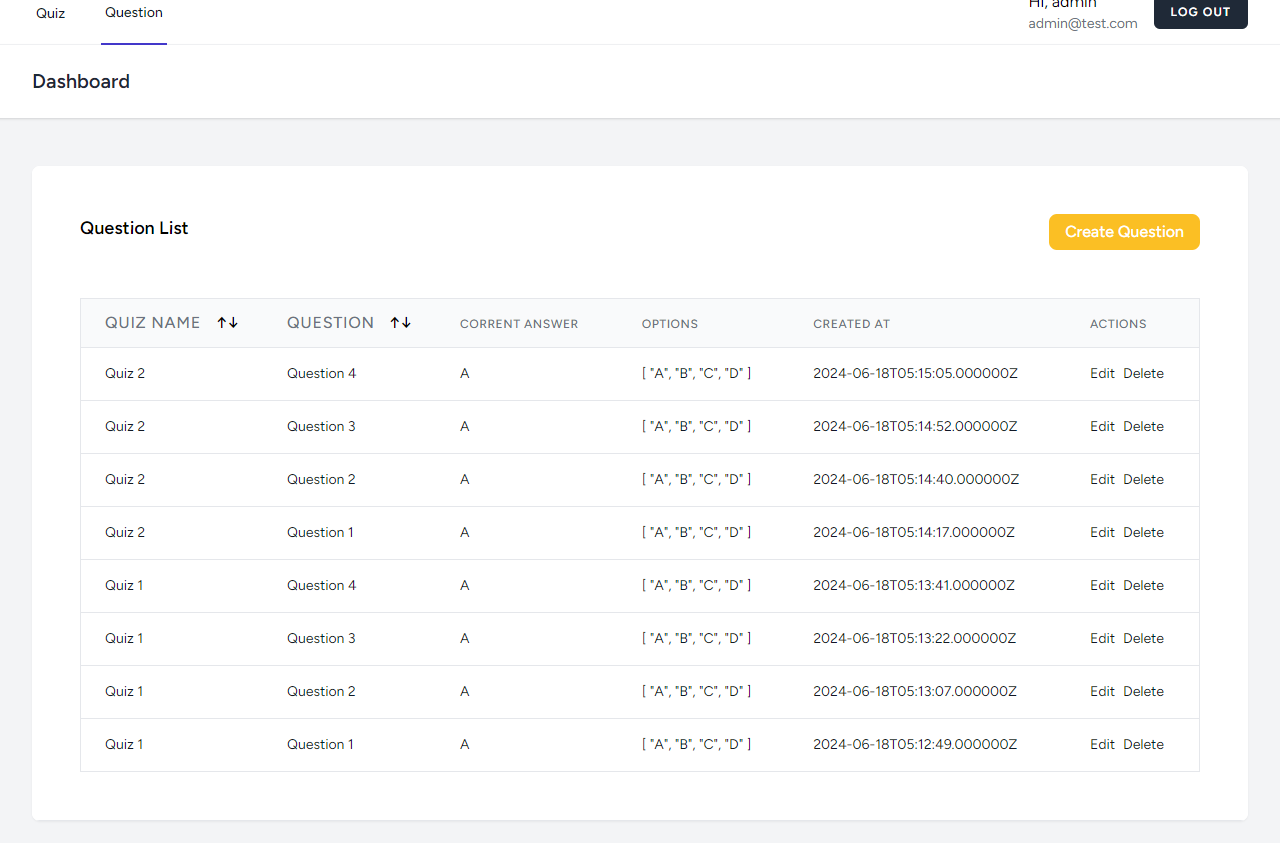 Quiz Question
Hi, admin
admin@test.com
LOG OUT
Dashboard
Question List
Create Question
QUIZ NAME ↑↓ QUESTION ↑↓ CORRENT ANSWER OPTIONS CREATED AT ACTIONS
Quiz 2 Question 4 A [ "A", "B", "C", "D" ] 2024-06-18T05:15:05.000000Z Edit Delete
Quiz 2 Question 3 A [ "A", "B", "C", "D" ] 2024-06-18T05:14:52.000000Z Edit Delete
Quiz 2 Question 2 A [ "A", "B", "C", "D" ] 2024-06-18T05:14:40.000000Z Edit Delete
Quiz 2 Question 1 A [ "A", "B", "C", "D" ] 2024-06-18T05:14:17.000000Z Edit Delete
Quiz 1 Question 4 A [ "A", "B", "C", "D" ] 2024-06-18T05:13:41.000000Z Edit Delete
Quiz 1 Question 3 A [ "A", "B", "C", "D" ] 2024-06-18T05:13:22.000000Z Edit Delete
Quiz 1 Question 2 A [ "A", "B", "C", "D" ] 2024-06-18T05:13:07.000000Z Edit Delete
Quiz 1 Question 1 A [ "A", "B", "C", "D" ] 2024-06-18T05:12:49.000000Z Edit Delete